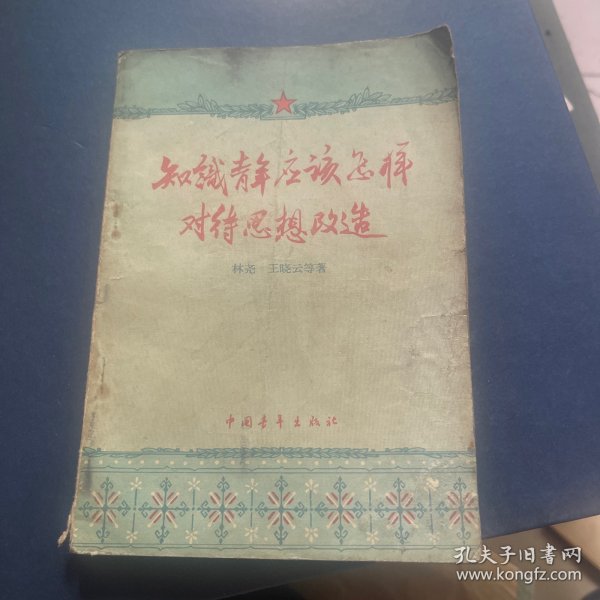 知識青年应该怎样
对待思想改造
林尧 王晓云等著
中国青年出版社
孔夫子旧书网
www.kongfz.com